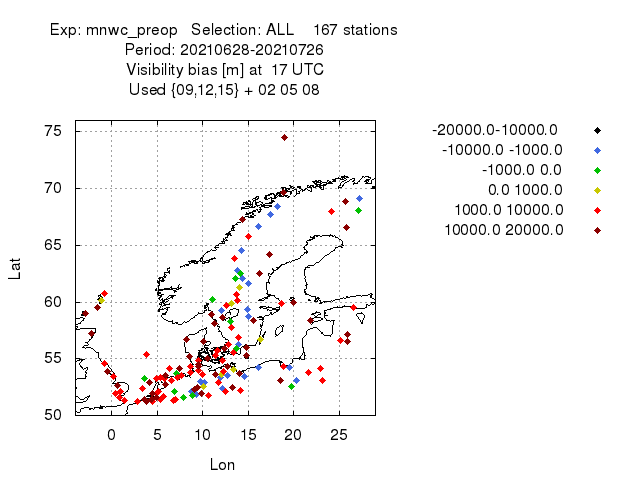 Exp: mnwc_preop Selection: ALL 167 stations
Period: 20210628-20210726
Visibility bias [m] at 17 UTC
Used {09,12,15} + 02 05 08
-20000.0-10000.0
-10000.0 -1000.0
-1000.0 0.0
0.0 1000.0
1000.0 10000.0
10000.0 20000.0
75
70
65
60
55
50
Lat
0 5 10 15 20 25
Lon